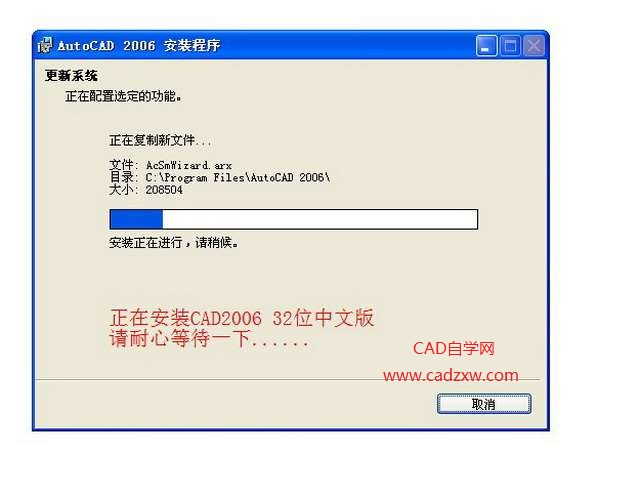 AutoCAD 2006 安装程序
更新系统
正在配置选定的功能。
正在复制新文件...
文件: AcSmWizard.arx
目录: C:\Program Files\AutoCAD 2006\
大小: 208504
安装正在进行，请稍候。
正在安装CAD2006 32位中文版
请耐心等待一下......
CAD自学网
www.cadzxw.com
取消